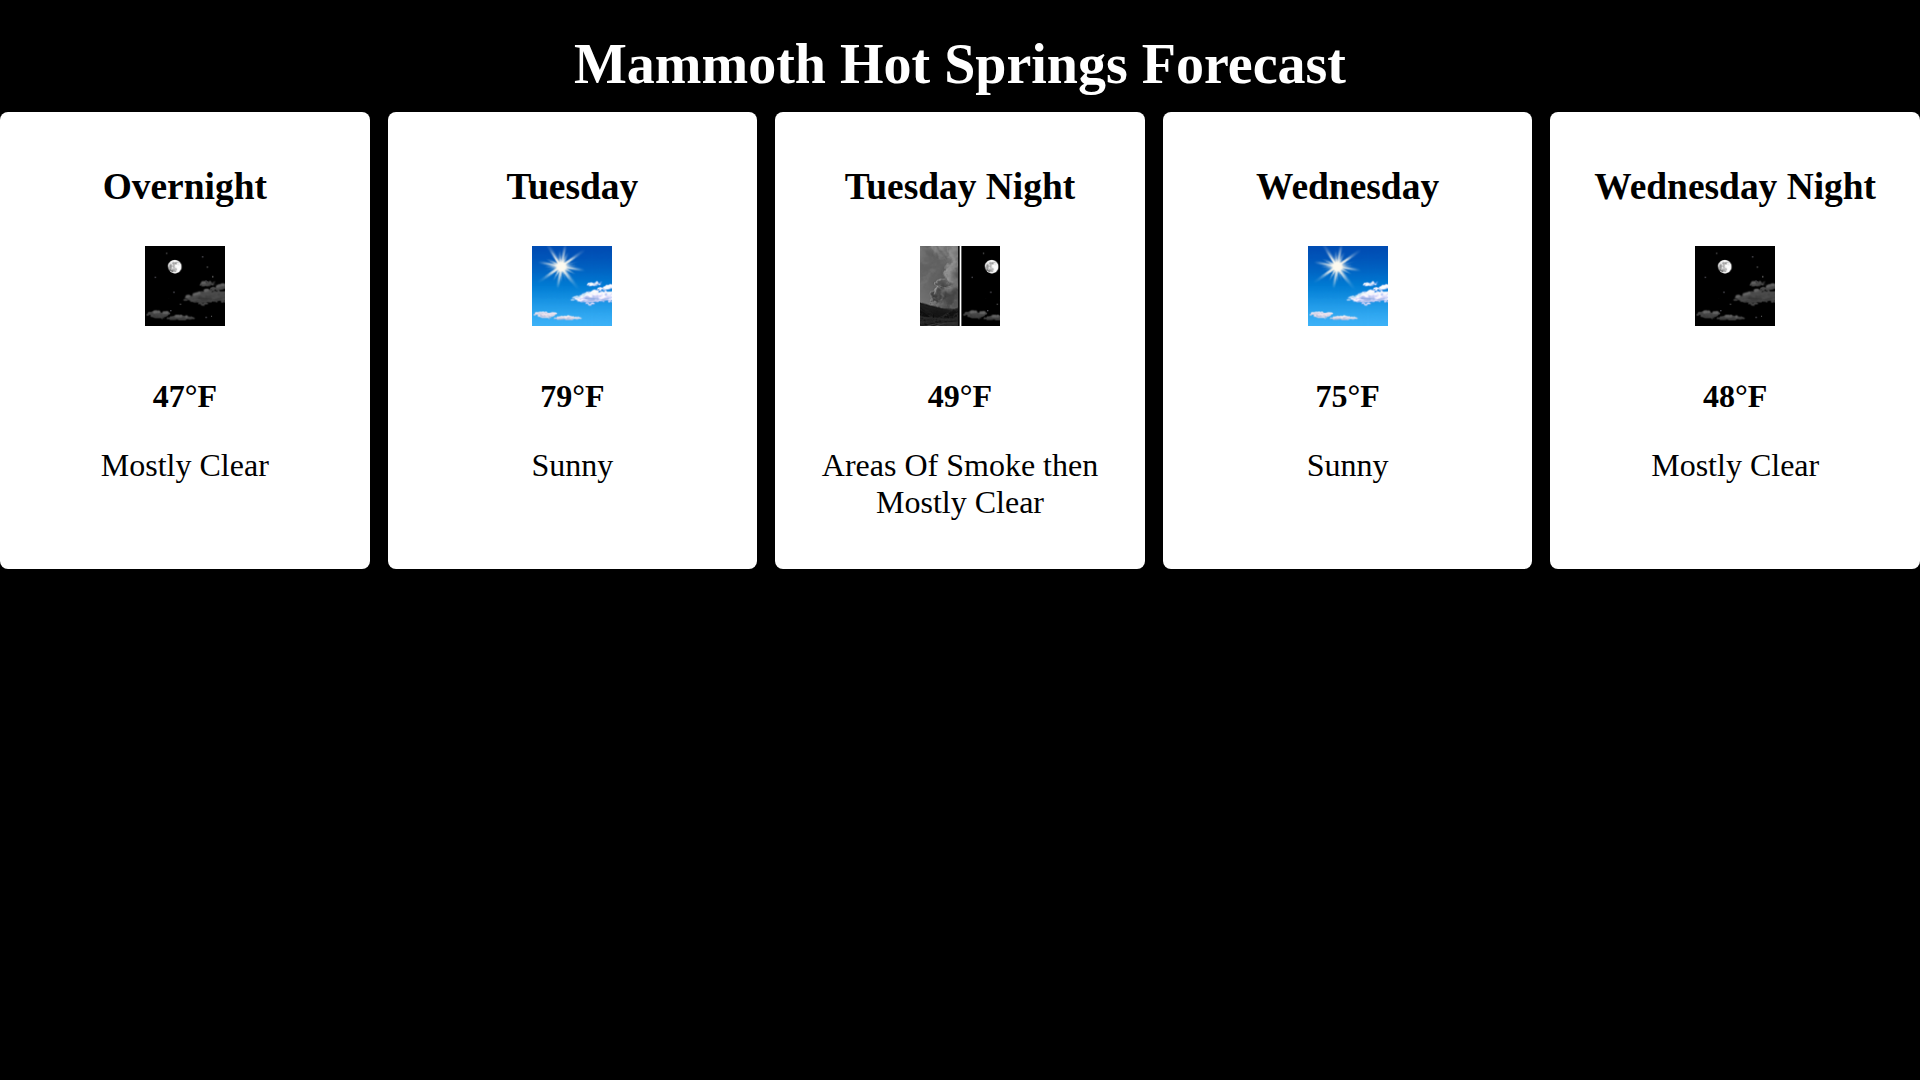 Mammoth Hot Springs Forecast
Overnight
47°F
Mostly Clear
Tuesday
79°F
Sunny
Tuesday Night
49°F
Areas Of Smoke then
Mostly Clear
Wednesday
75°F
Sunny
Wednesday Night
48°F
Mostly Clear